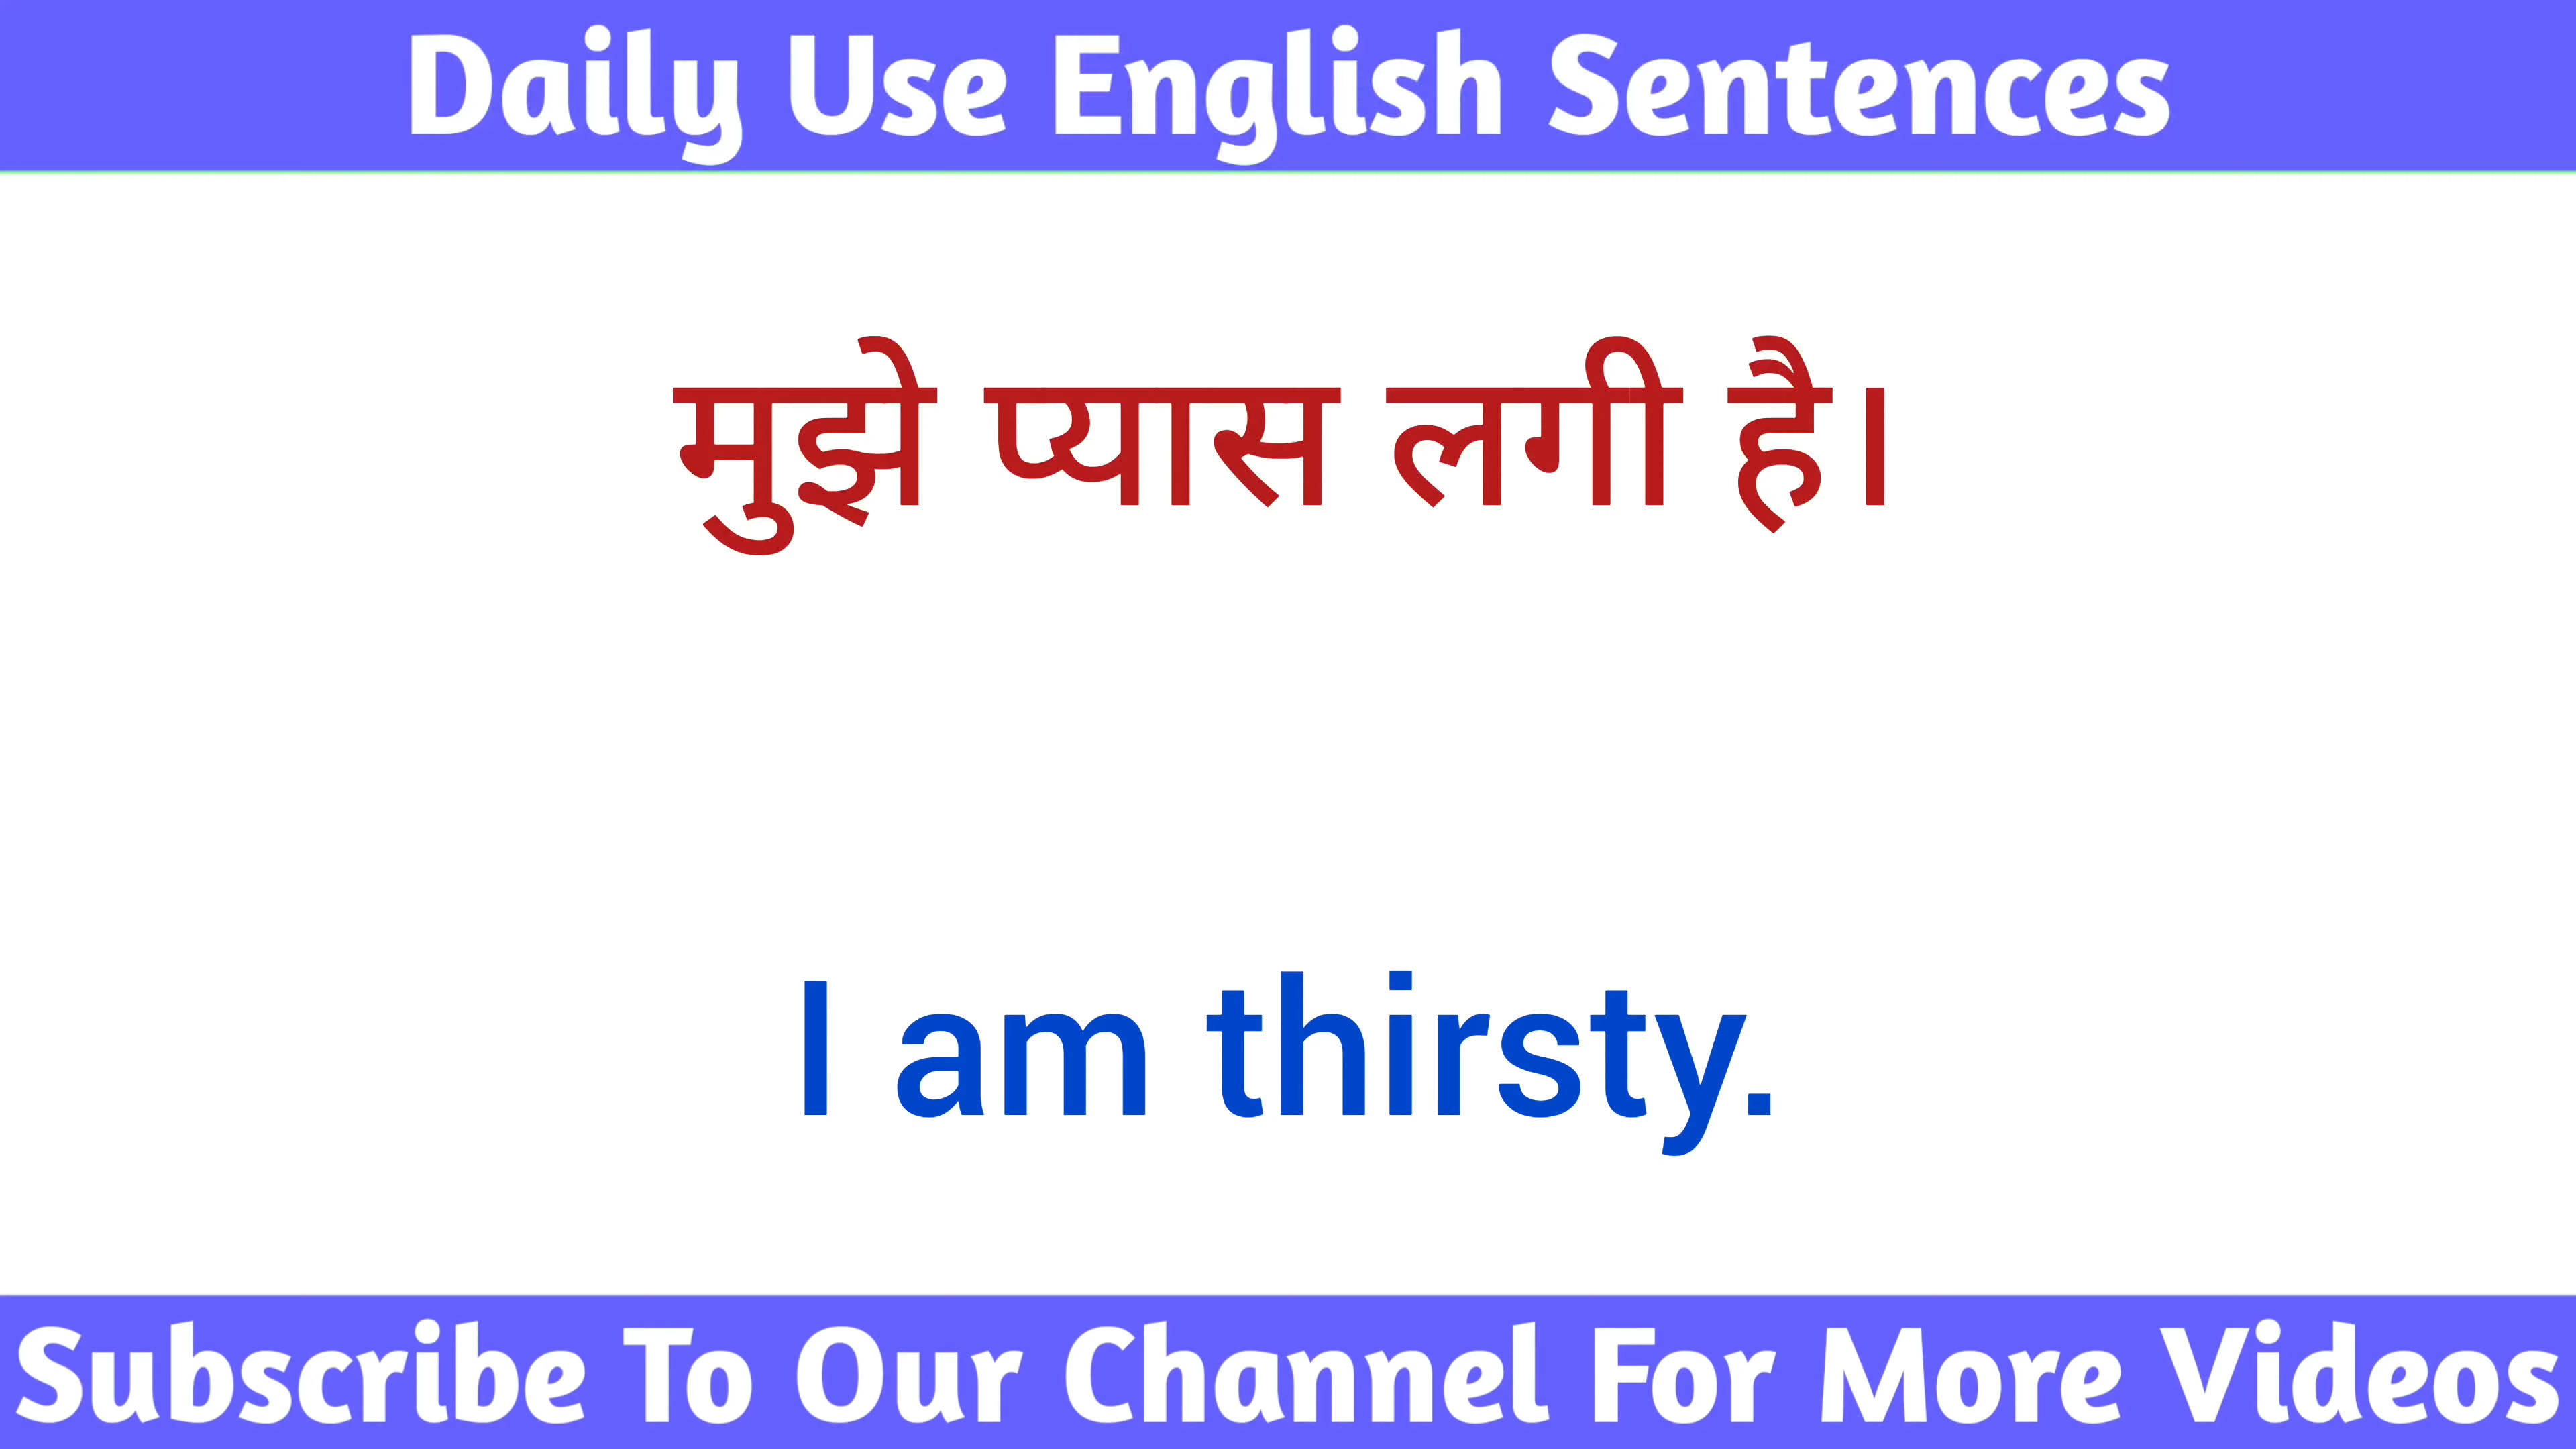 Daily Use English Sentences
मुझे प्यास लगी है।
I am thirsty.
Subscribe To Our Channel For More Videos